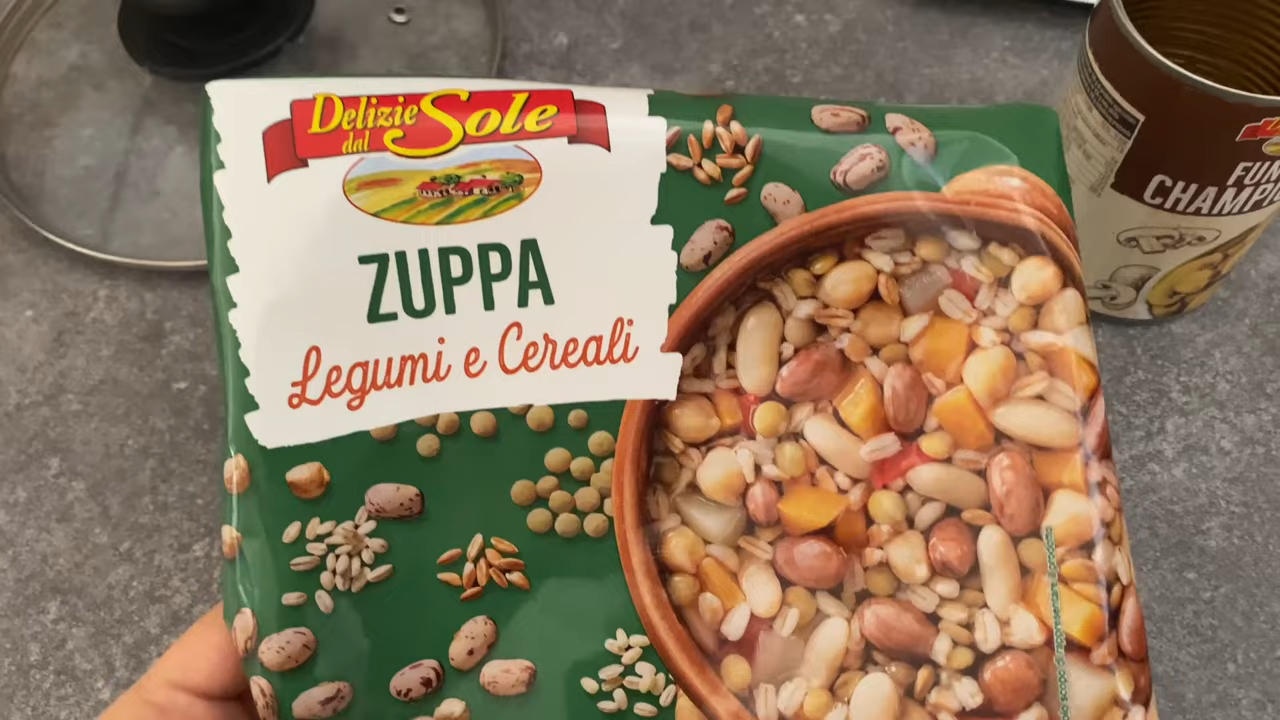 Delizie
dal Sole
ZUPPA
Legumi e Cereali
FUN
CHAMPI